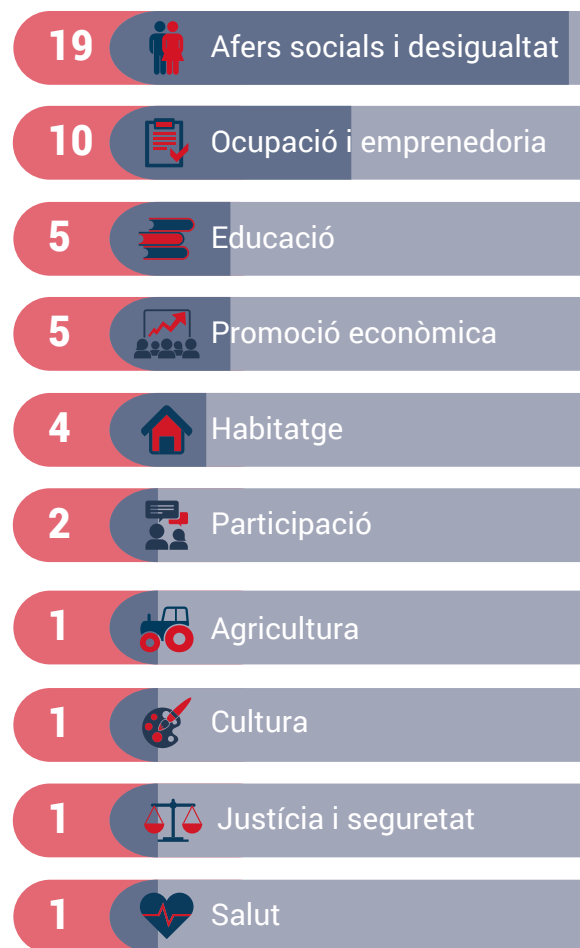 19 Afers socials i desigualtat
10 Ocupació i emprenedoria
5 Educació
5 Promoció econòmica
4 Habitatge
2 Participació
1 Agricultura
1 Cultura
1 Justícia i seguretat
1 Salut